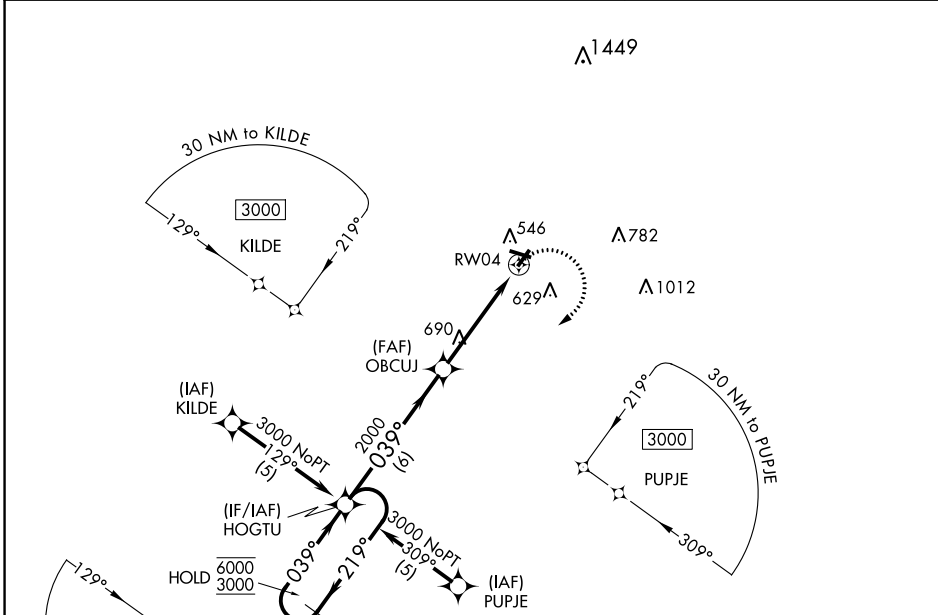 1449
30 NM to KILDE
3000
129°
219°
KILDE
546
782
RW04
629
1012
690
(FAF)
OBCUJ
(IAF)
KILDE
3000 NoPT
129°
(5)
2000
039°
(6)
30 NM to PUPJE
219°
3000
PUPJE
309°
(IF/IAF)
HOGTU
3000 NoPT
309°
(5)
HOLD
6000
3000
039°
219°
(IAF)
PUPJE
129°